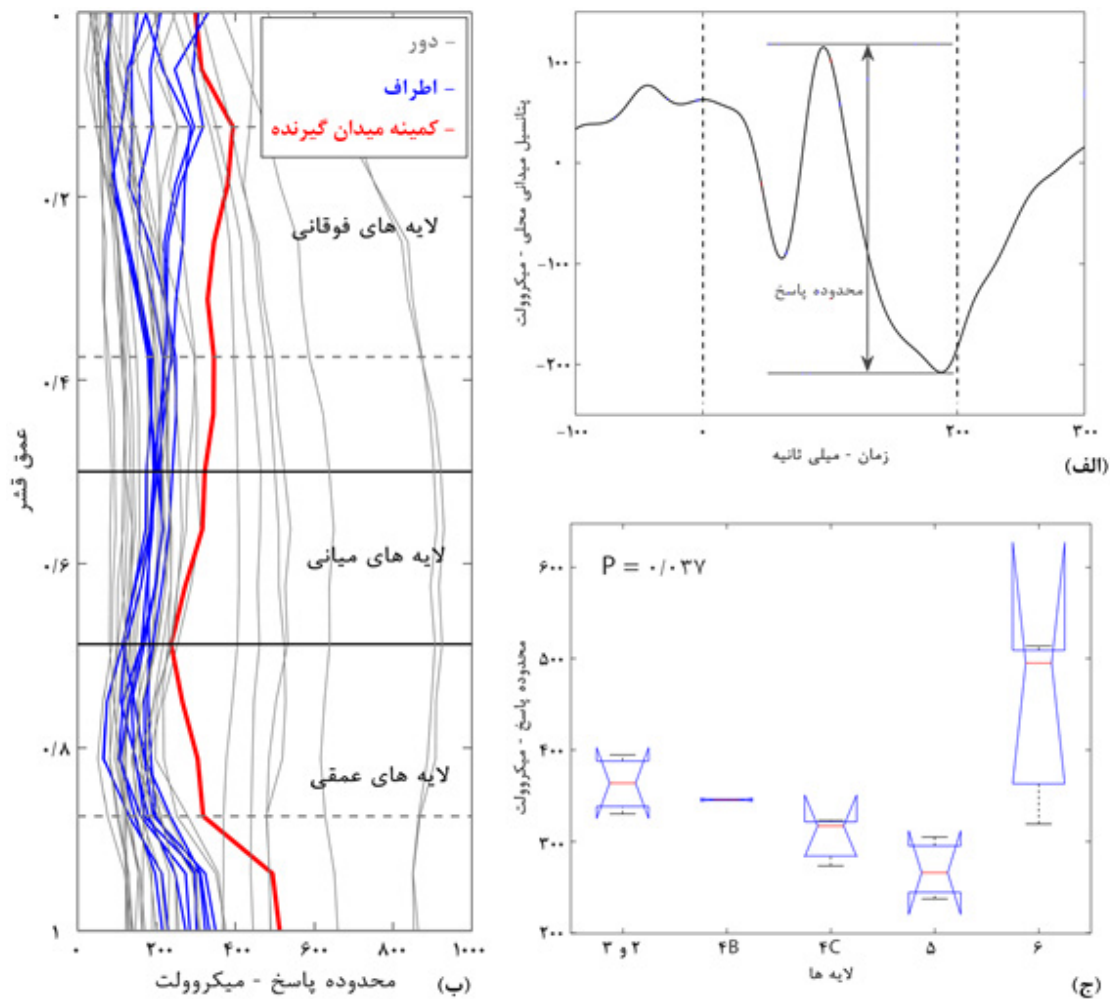 - دور
- اطراف
- کمینه میدان گیرنده
لایه های فوقانی
لایه های میانی
لایه های عمقی
عمق قشر
۰
۰/۲
۰/۴
۰/۶
۰/۸
۱
۰ ۲۰۰ ۴۰۰ ۶۰۰ ۸۰۰ ۱۰۰۰
محدوده پاسخ - میکروولت
(ب)
پتانسیل میدانی محلی - میکروولت
۱۰۰
۰
-۱۰۰
-۲۰۰
محدوده پاسخ
-۱۰۰ ۰ ۲۰۰ ۳۰۰
زمان - میلی ثانیه
(الف)
P = ۰/۰۳۷
محدوده پاسخ - میکروولت
۶۰۰
۵۰۰
۴۰۰
۳۰۰
۲۰۰
۲ و ۳ ۴B ۴C ۵ ۶
لایه ها
(ج)